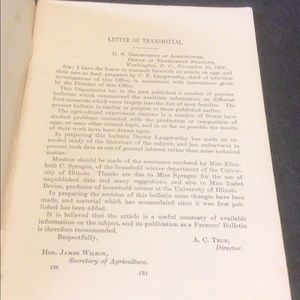 LETTER OF TRANSMITTAL.
U. S. DEPARTMENT OF AGRICULTURE,
OFFICE OF EXPERIMENT STATIONS,
Washington, D. C., November 20,
SIR: I have the honor to transmit herewith an article on eggs and
their uses as food, prepared by C. F. Langworthy, chief of nutrition
investigations of this Office, in accordance with instructions given
by the Director of this Office.
This Department has in the past published a number of popular
bulletins which summarized the available information on different
food materials which enter largely into the diet of most families. The
present bulletin is similar in purpose to these published earlier.
The agricultural experiment stations in a number of States have
studied problems connected with the production or composition of
eggs, or some other related topic, and as far as possible the results
of their work have been drawn upon.
In preparing this bulletin Doctor Langworthy has made an ex-
tended study of the literature of the subject, and has endeavored to
present such data as are of general interest rather than more technical
matter.
Mention should be made of the assistance rendered by Miss Eliza-
beth C. Sprague, of the household science department of the Univer-
sity of Illinois. Thanks are due to Miss Sprague for the use of
unpublished data and many suggestions, and also to Miss Isabel
Bevier, professor of household science at the University of Illinois.
In preparing the revision of this bulletin some changes have been
made, and material which has accumulated since it was first pub-
lished has been added.
It is believed that the article is a useful summary of available
information on the subject, and its publication as a Farmers' Bulletin
is therefore recommended.
Respectfully,
A. C. TRUE,
Director.
Hon. JAMES WILSON,
Secretary of Agriculture.
128
(3)